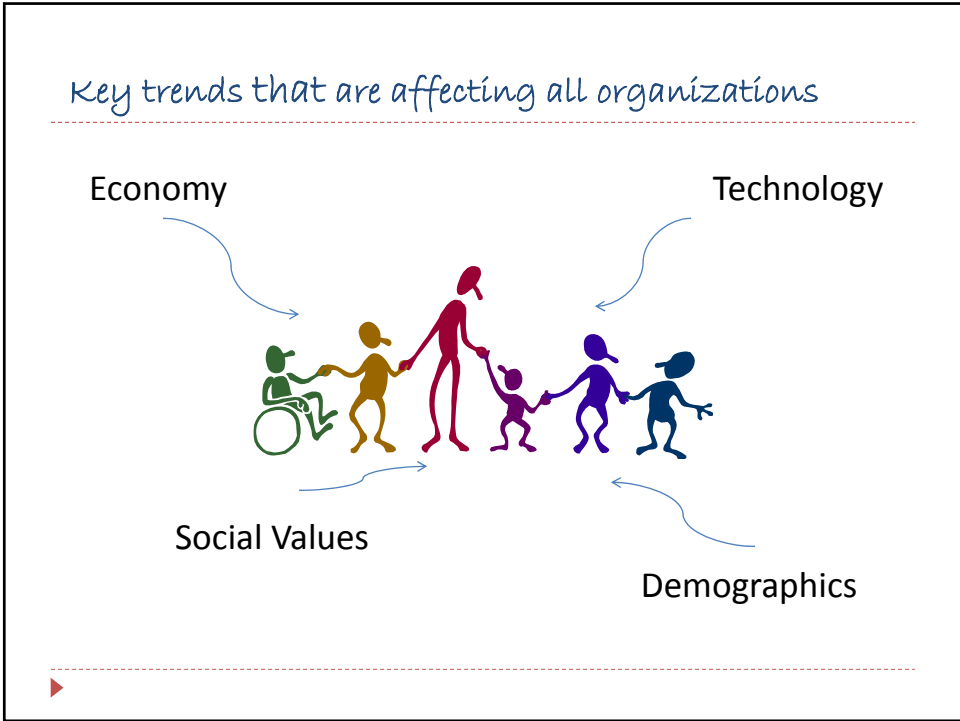 Key trends that are affecting all organizations
Economy
Technology
Social Values
Demographics